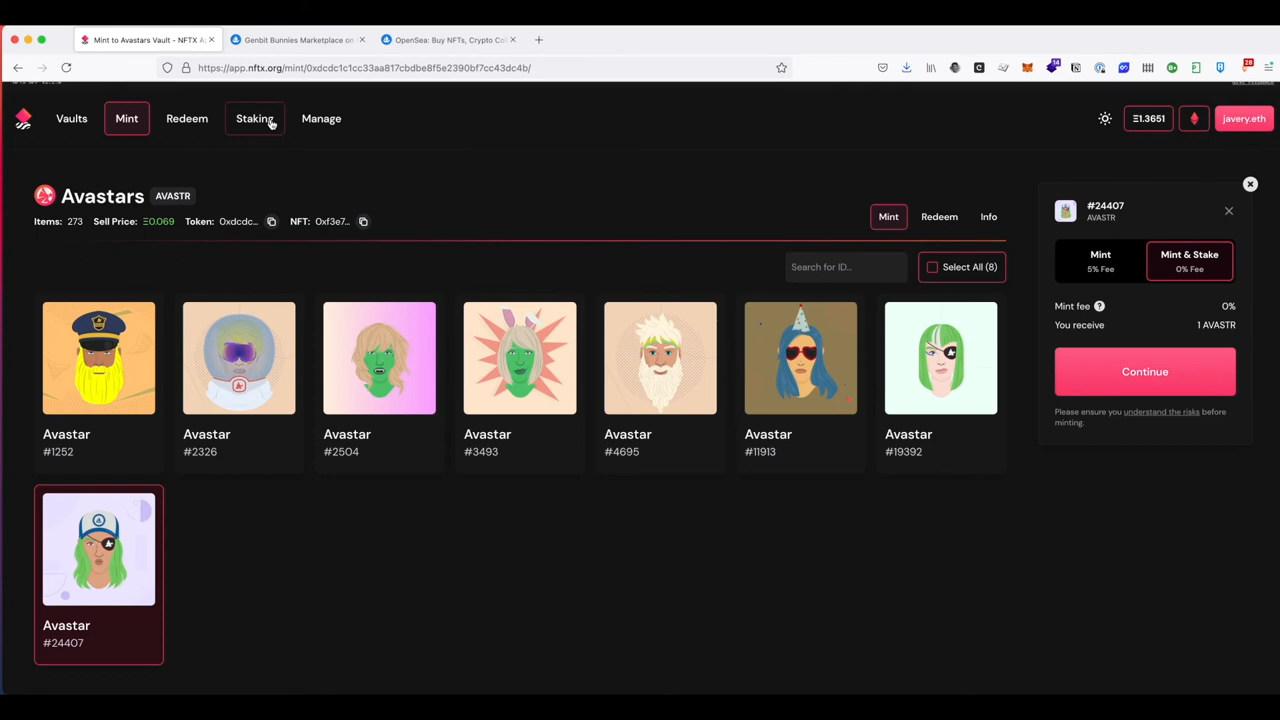 Mint to Avastars Vault - NFTX A
Genbit Bunnies Marketplace on
OpenSea: Buy NFTs, Crypto Co
https://app.nftx.org/mint/0xdcdc1c1cc33aa817cbdbe8f5e2390bf7cc43dc4b/
14
28
Vaults
Mint
Redeem
Staking
Manage
Ξ1.3651
javery.eth
Avastars AVASTR
Items: 273 Sell Price: Ξ0.069 Token: 0xdcdc... NFT: 0xf3e7...
Mint
Redeem
Info
Search for ID...
Select All (8)
Avastar
#1252
Avastar
#2326
Avastar
#2504
Avastar
#3493
Avastar
#4695
Avastar
#11913
Avastar
#19392
Avastar
#24407
#24407
AVASTR
Mint
5% Fee
Mint & Stake
0% Fee
Mint fee ? 0%
You receive 1 AVASTR
Continue
Please ensure you understand the risks before
minting.